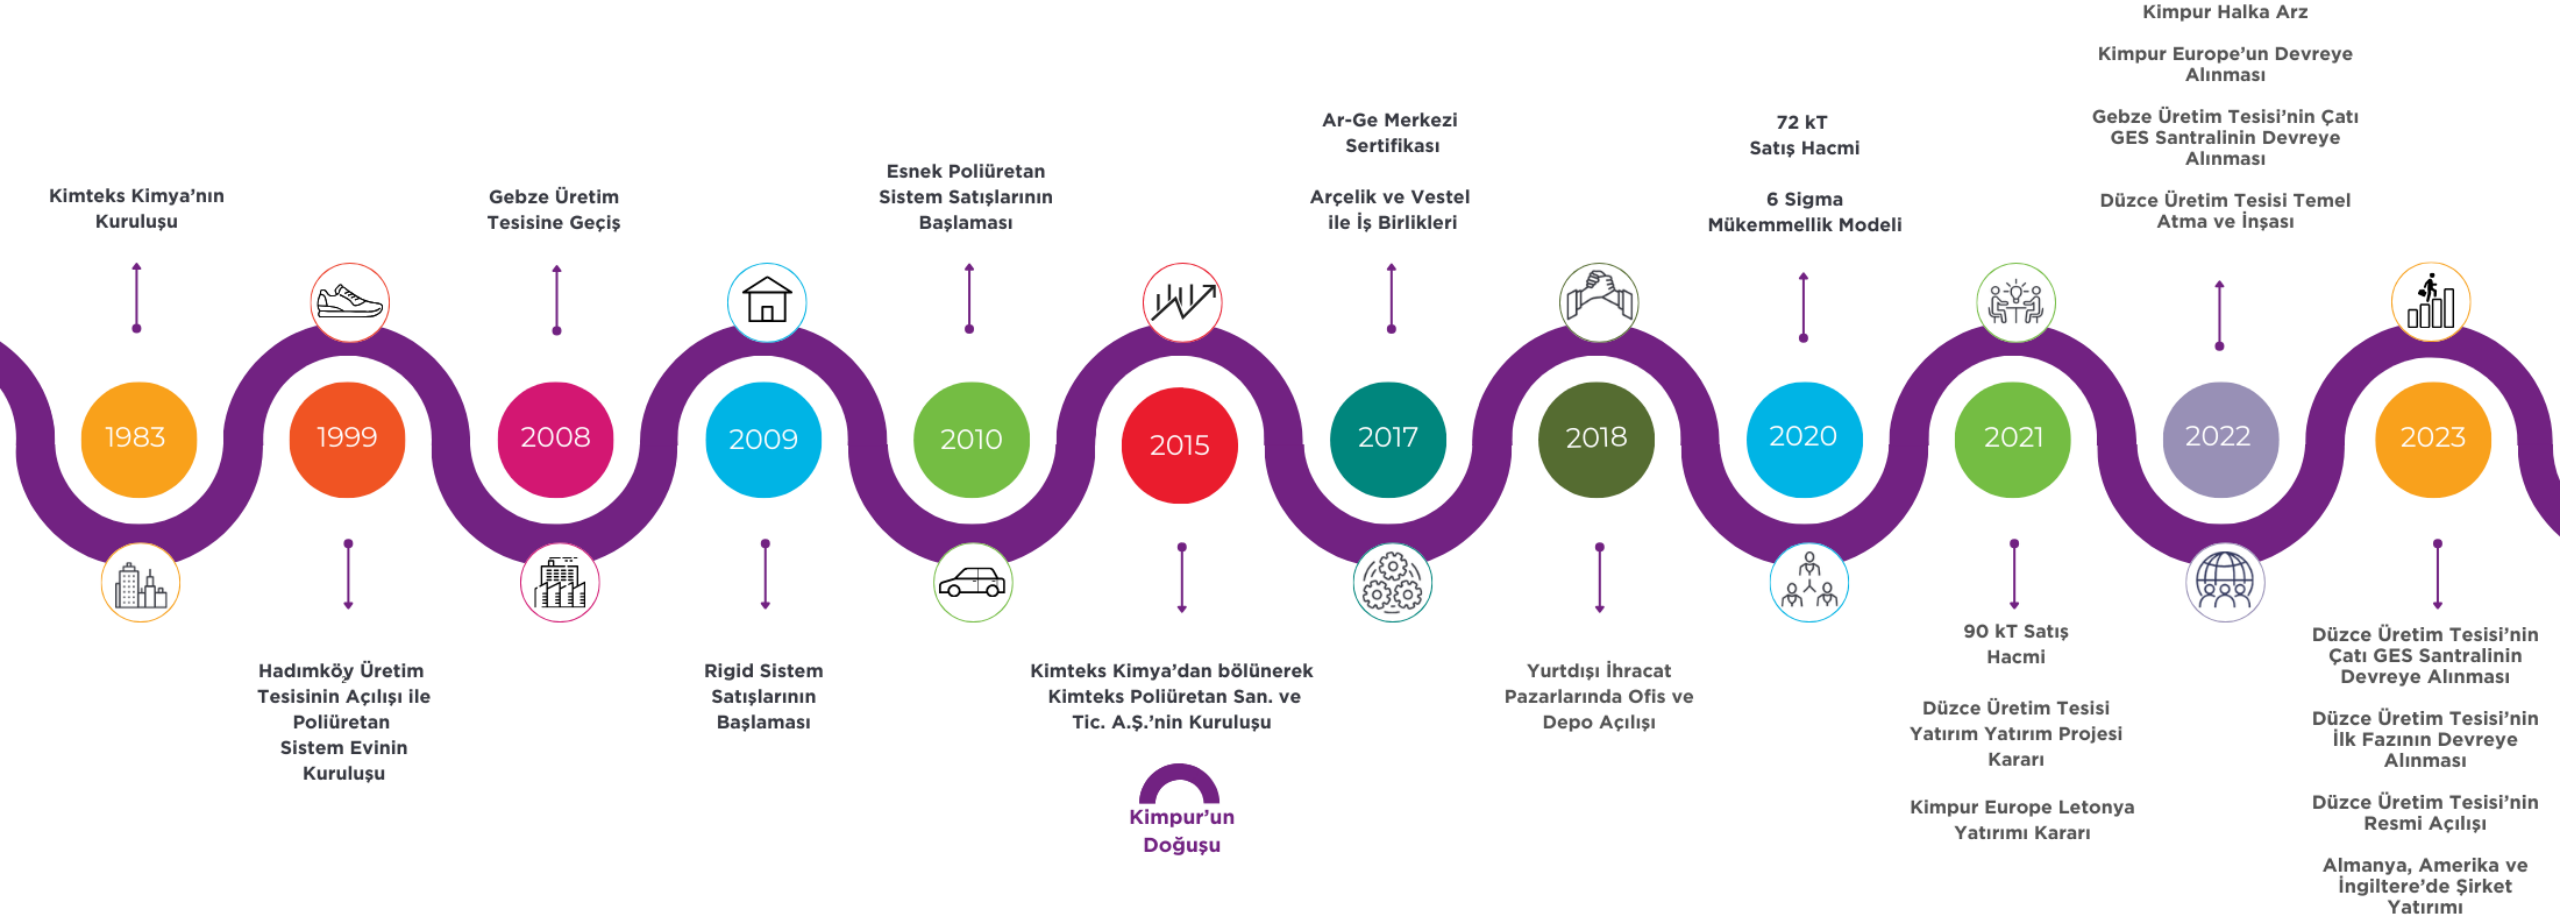 1983
Kimteks Kimya’nın
Kuruluşu
1999
Hadımköy Üretim
Tesisinin Açılışı ile
Poliüretan
Sistem Evinin
Kuruluşu
2
2008
Gebze Üretim
Tesisine Geçiş
2009
Rigid Sistem
Satışlarının
Başlaması
2010
Esnek Poliüretan
Sistem Satışlarının
Başlaması
2015
Kimteks Kimya’dan bölünerek
Kimteks Poliüretan San. ve
Tic. A.Ş.’nin Kuruluşu
Kimpur’un
Doğuşu
2017
Ar-Ge Merkezi
Sertifikası
Arçelik ve Vestel
ile İş Birlikleri
2018
Yurtdışı İhracat
Pazarlarında Ofis ve
Depo Açılışı
2020
72 kT
Satış Hacmi
6 Sigma
Mükemmellik Modeli
2021
90 kT Satış
Hacmi
Düzce Üretim Tesisi
Yatırım Yatırım Projesi
Kararı
Kimpur Europe Letonya
Yatırımı Kararı
2022
Kimpur Halka Arz
Kimpur Europe’un Devreye
Alınması
Gebze Üretim Tesisi’nin Çatı
GES Santralinin Devreye
Alınması
Düzce Üretim Tesisi Temel
Atma ve İnşası
2023
Düzce Üretim Tesisi’nin
Çatı GES Santralinin
Devreye Alınması
Düzce Üretim Tesisi’nin
İlk Fazının Devreye
Alınması
Düzce Üretim Tesisi’nin
Resmi Açılışı
Almanya, Amerika ve
İngiltere’de Şirket
Yatırımı